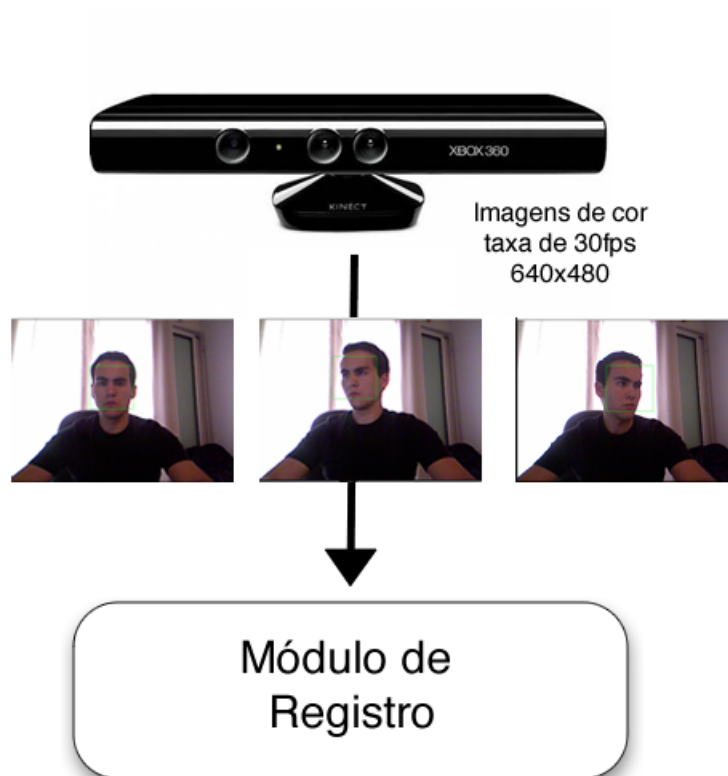 XBOX 360
KINECT
Imagens de cor
taxa de 30fps
640x480
Módulo de
Registro